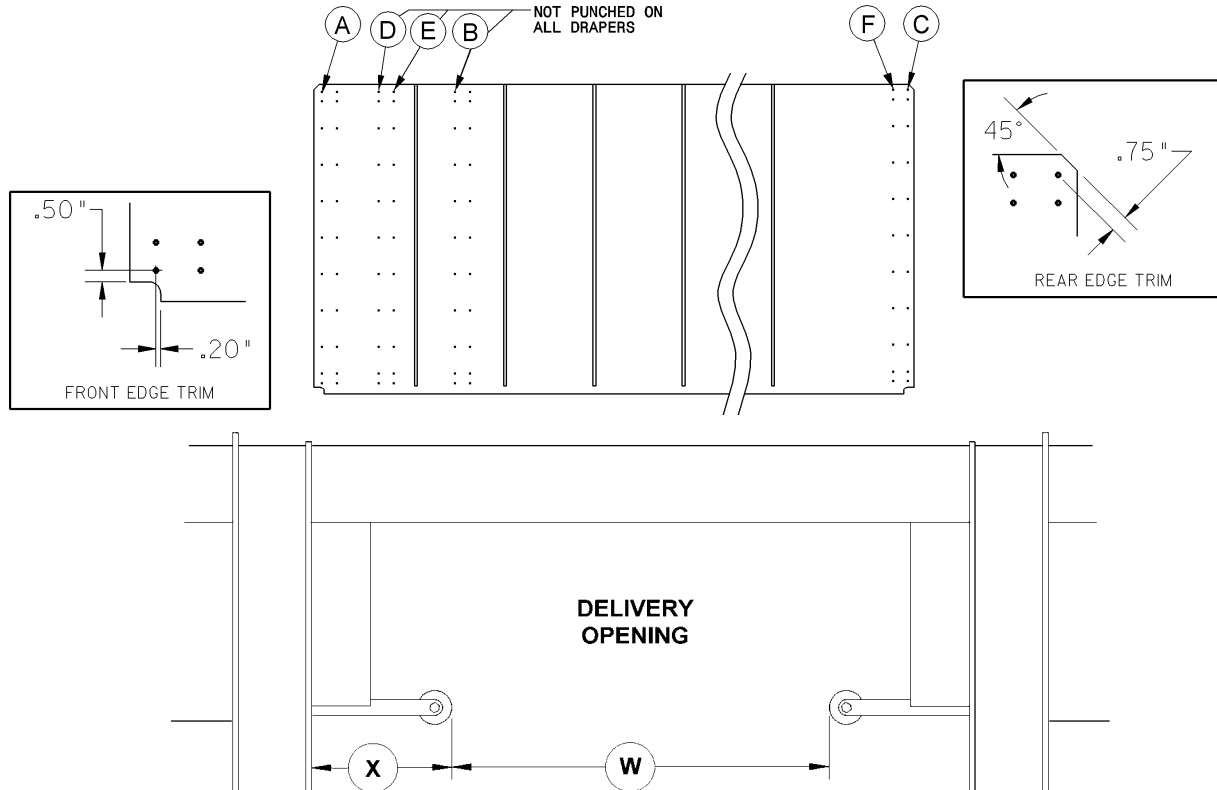 NOT PUNCHED ON
ALL DRAPERS
A
D
E
B
F
C
45°
.75"
REAR EDGE TRIM
.50"
.20"
FRONT EDGE TRIM
DELIVERY
OPENING
X
W